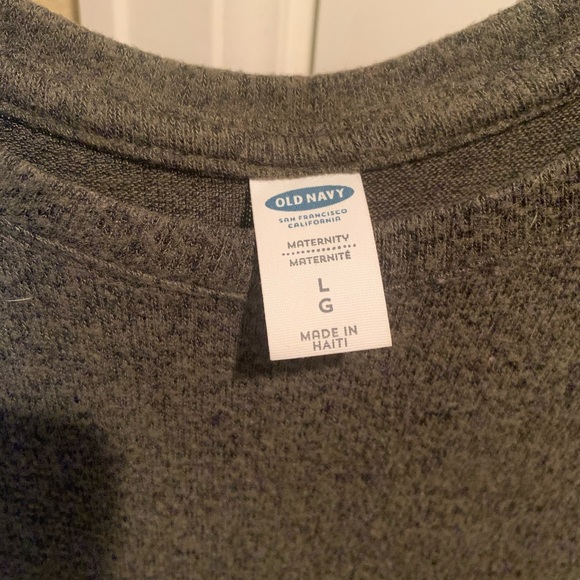 OLD NAVY
SAN FRANCISCO
CALIFORNIA
MATERNITY
MATERNITÉ
L
G
MADE IN
HAITI